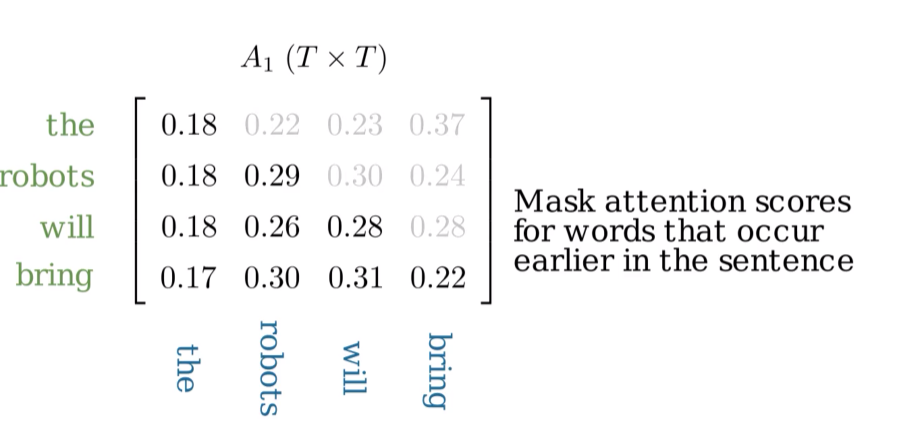 A₁ (T × T)
the 0.18 0.22 0.23 0.37
robots 0.18 0.29 0.30 0.24
will 0.18 0.26 0.28 0.28
bring 0.17 0.30 0.31 0.22
Mask attention scores
for words that occur
earlier in the sentence
the robots will bring